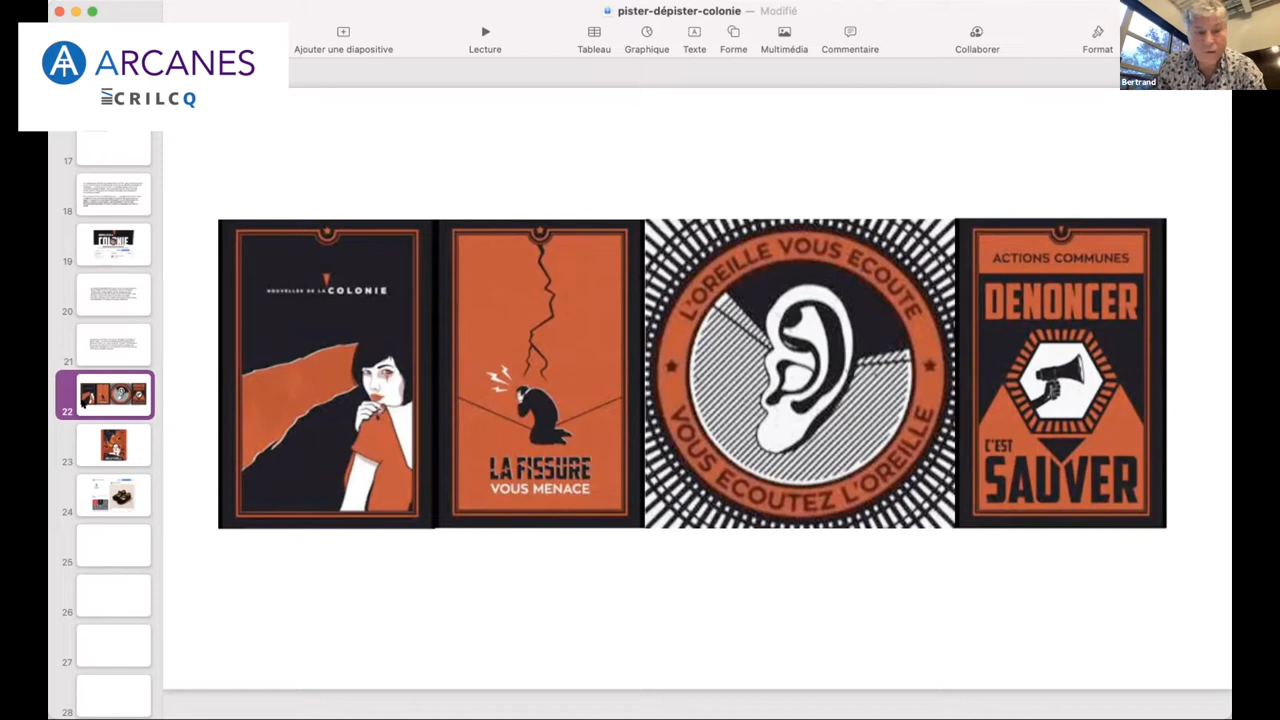 pister-dépister-colonie — Modifié
ARCANES
CRILCQ
Ajouter une diapositive
Lecture
Tableau
Graphique
Texte
Forme
Multimédia
Commentaire
Collaborer
Format
Bertrand
17
18
19
20
21
22
23
24
25
26
27
28
NOUVELLES DE LA COLONIE
LA FISSURE
VOUS MENACE
L'OREILLE VOUS ECOUTE
VOUS ECOUTEZ L'OREILLE
ACTIONS COMMUNES
DENONCER
C'EST
SAUVER